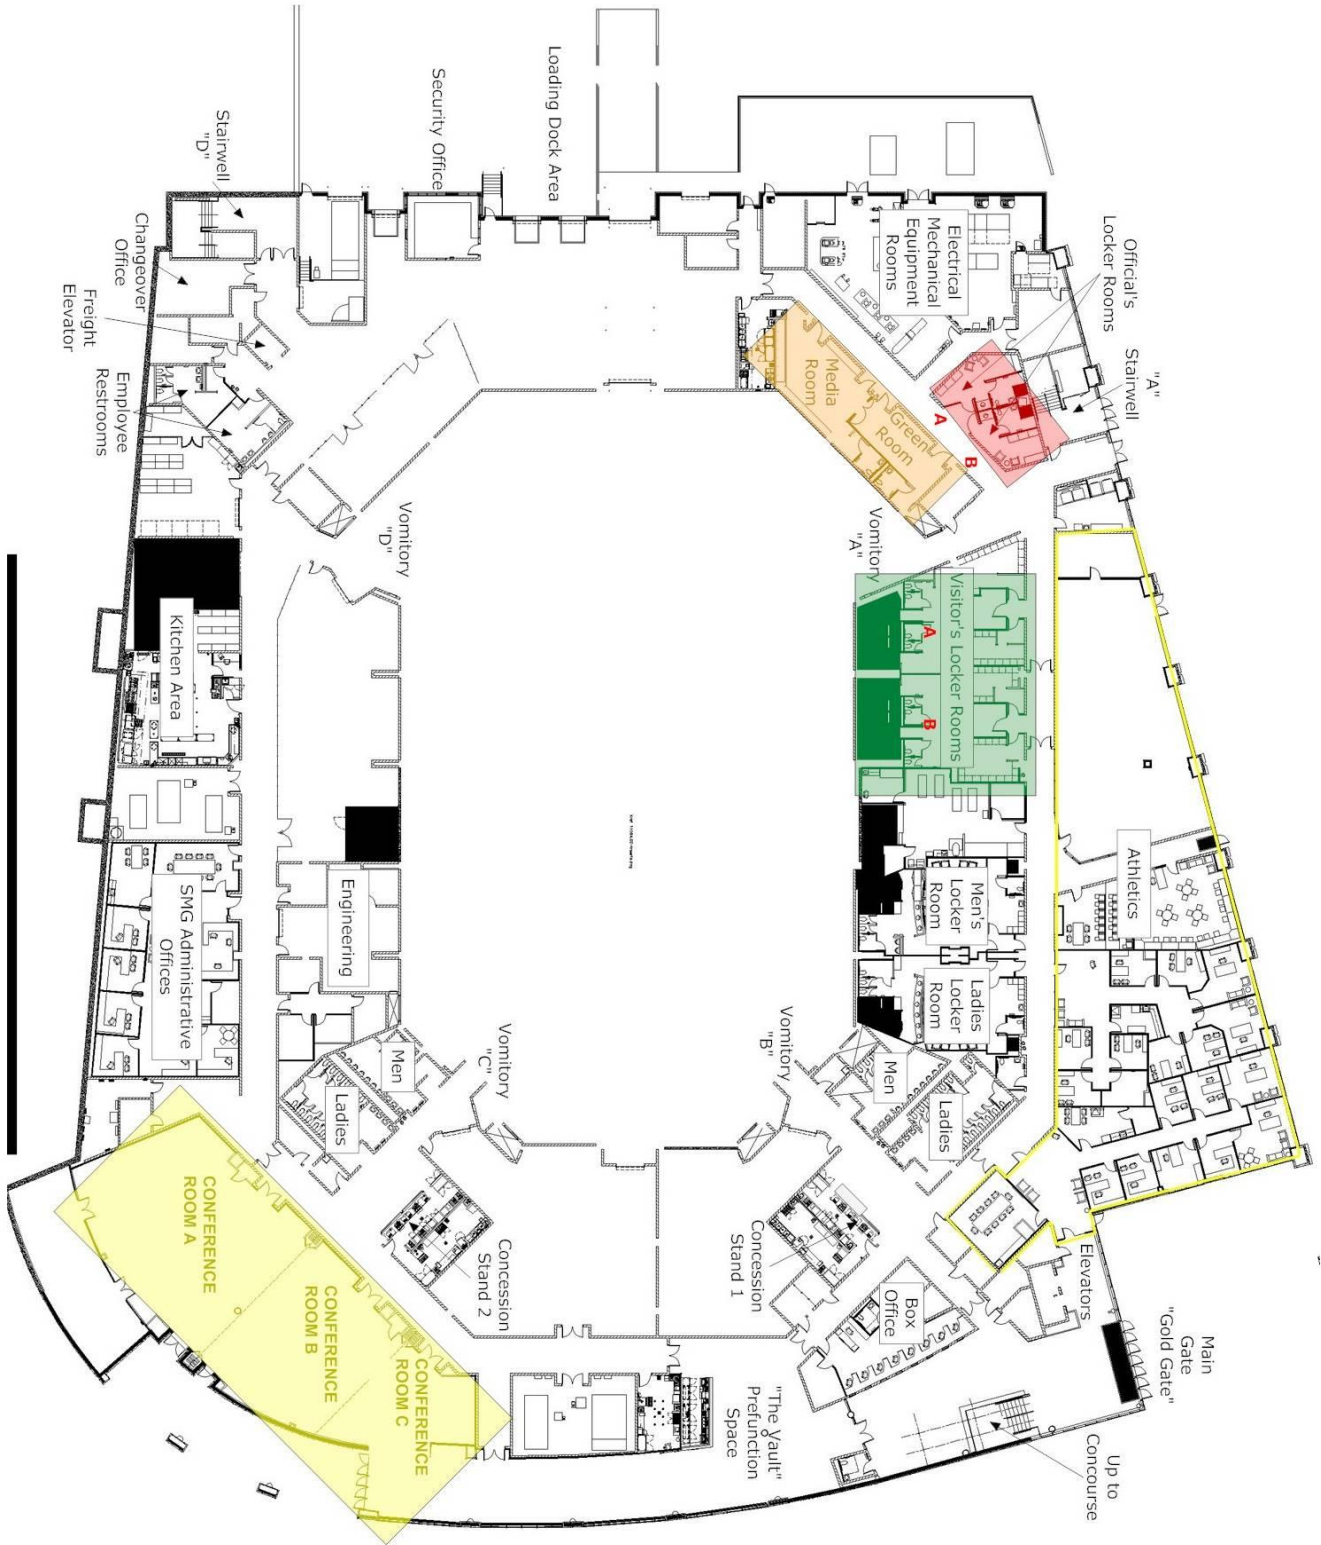 Loading Dock Area
Security Office
Stairwell
"D"
Changeover
Office
Freight
Elevator
Employee
Restrooms
Electrical
Mechanical
Equipment
Rooms
Official's
Locker Rooms
"A"
Stairwell
Media
Room
Green
Room
A
B
Vomitory
"D"
Vomitory
"A"
Visitor's Locker Rooms
A
B
Kitchen Area
Athletics
SMG Administrative
Offices
Engineering
Men's
Locker
Room
Ladies
Locker
Room
Men
Ladies
Vomitory
"C"
Vomitory
"B"
Men
Ladies
CONFERENCE
ROOM A
CONFERENCE
ROOM B
CONFERENCE
ROOM C
Concession
Stand 2
Concession
Stand 1
Box
Office
Elevators
Main
Gate
"Gold Gate"
"The Vault"
Prefunction
Space
Up to
Concourse